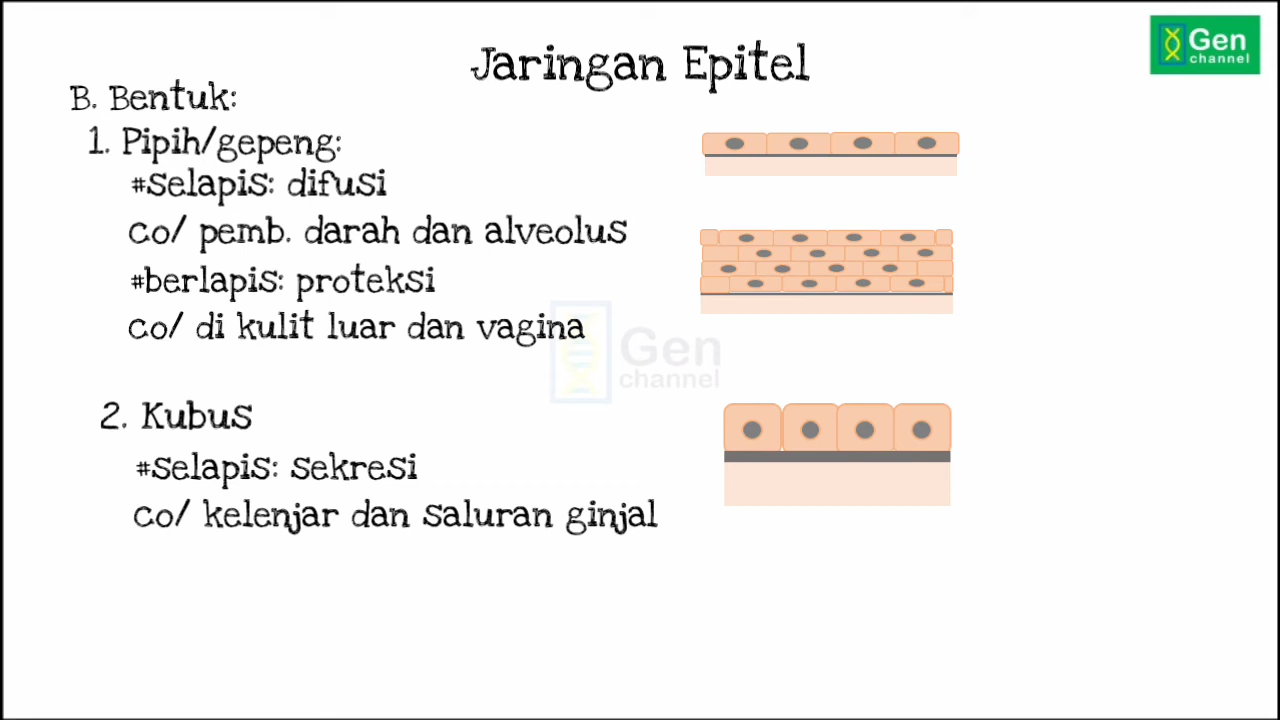 Jaringan Epitel
Gen
channel
B. Bentuk:
1. Pipih/gepeng:
#selapis: difusi
co/ pemb. darah dan alveolus
#berlapis: proteksi
co/ di kulit luar dan vagina
Gen
channel
2. Kubus
#selapis: sekresi
co/ kelenjar dan saluran ginjal